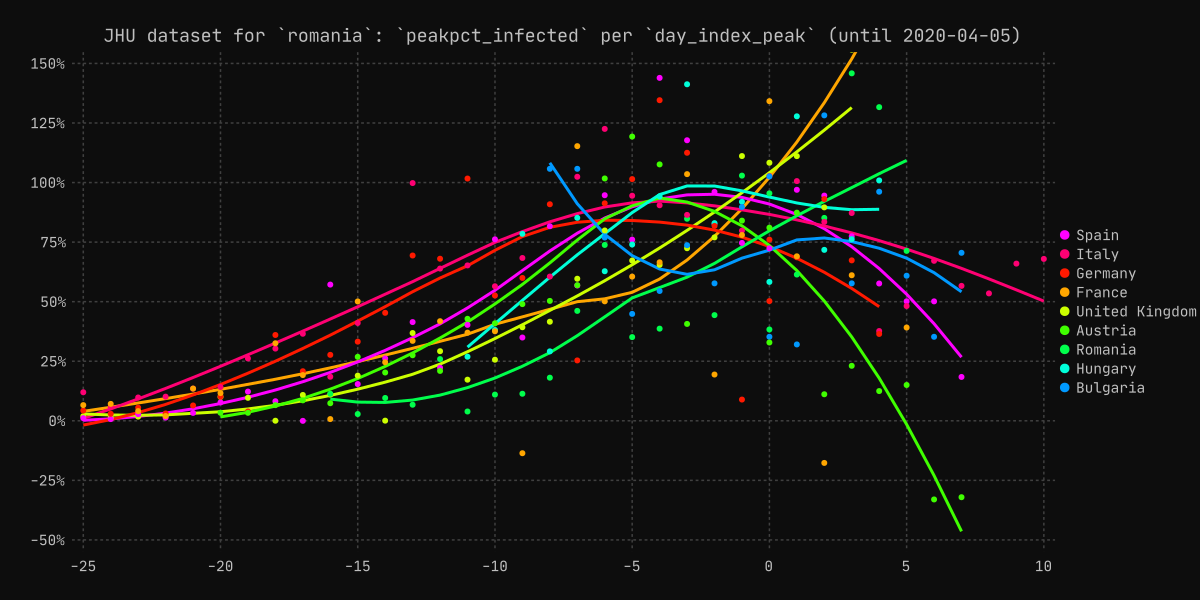 JHU dataset for `romania`: `peakpct_infected` per `day_index_peak` (until 2020-04-05)
150%
125%
100%
75%
50%
25%
0%
-25%
-50%
-25 -20 -15 -10 -5 0 5 10
Spain
Italy
Germany
France
United Kingdom
Austria
Romania
Hungary
Bulgaria